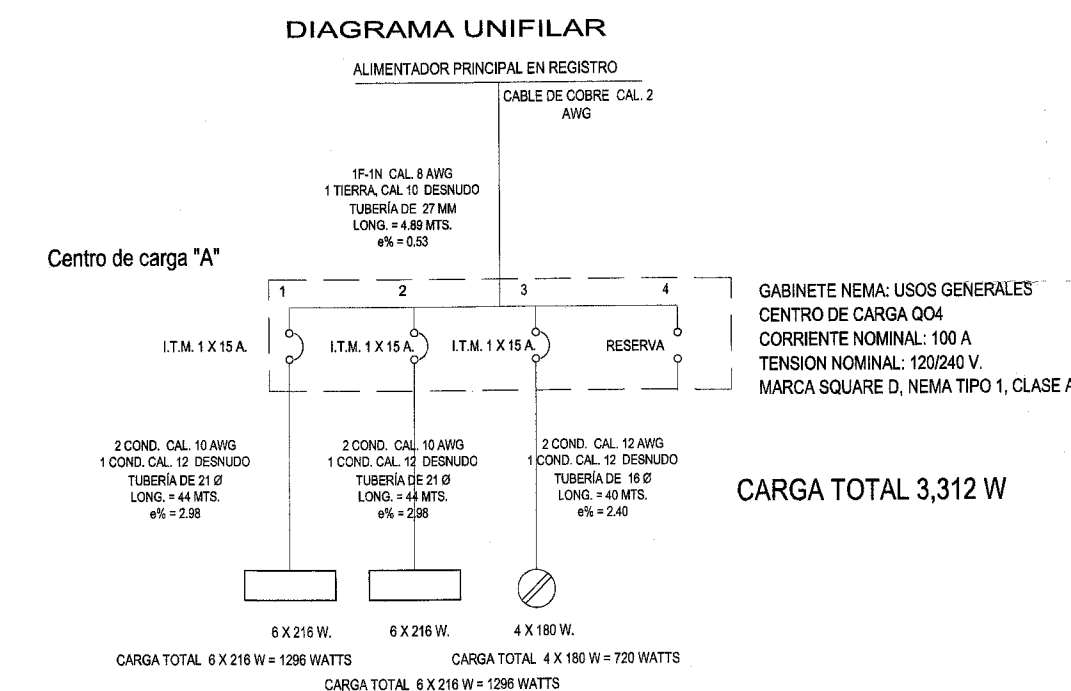 DIAGRAMA UNIFILAR
ALIMENTADOR PRINCIPAL EN REGISTRO
CABLE DE COBRE CAL. 2
AWG
1F-1N CAL. 8 AWG
1 TIERRA, CAL 10 DESNUDO
TUBERÍA DE 27 MM
LONG. = 4.89 MTS.
e% = 0.53
Centro de carga "A"
1
2
3
4
I.T.M. 1 X 15 A.
I.T.M. 1 X 15 A.
I.T.M. 1 X 15 A.
RESERVA
GABINETE NEMA: USOS GENERALES
CENTRO DE CARGA QO4
CORRIENTE NOMINAL: 100 A
TENSION NOMINAL: 120/240 V.
MARCA SQUARE D, NEMA TIPO 1, CLASE A
2 COND. CAL. 10 AWG
1 COND. CAL. 12 DESNUDO
TUBERÍA DE 21 Ø
LONG. = 44 MTS.
e% = 2.98
2 COND. CAL. 10 AWG
1 COND. CAL. 12 DESNUDO
TUBERÍA DE 21 Ø
LONG. = 44 MTS.
e% = 2.98
2 COND. CAL. 12 AWG
1 COND. CAL. 12 DESNUDO
TUBERÍA DE 16 Ø
LONG. = 40 MTS.
e% = 2.40
CARGA TOTAL 3,312 W
6 X 216 W.
6 X 216 W.
4 X 180 W.
CARGA TOTAL 6 X 216 W = 1296 WATTS
CARGA TOTAL 4 X 180 W = 720 WATTS
CARGA TOTAL 6 X 216 W = 1296 WATTS